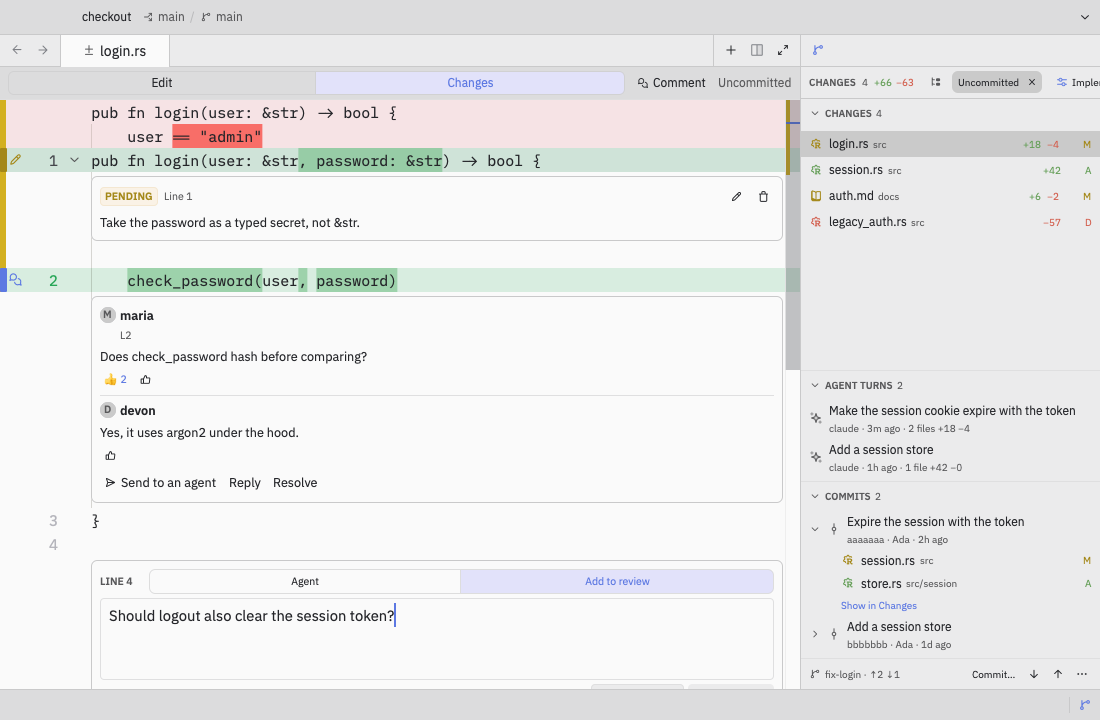 checkout main / main
login.rs
Edit Changes Comment Uncommitted
pub fn login(user: &str) -> bool {
user == "admin"
1 pub fn login(user: &str, password: &str) -> bool {
PENDING Line 1
Take the password as a typed secret, not &str.
2 check_password(user, password)
M maria
L2
Does check_password hash before comparing?
👍 2
D devon
Yes, it uses argon2 under the hood.
Send to an agent Reply Resolve
3 }
4
LINE 4 Agent Add to review
Should logout also clear the session token?
CHANGES 4 +66 −63 Uncommitted ×
CHANGES 4
login.rs src +18 −4 M
session.rs src +42 A
auth.md docs +6 −2 M
legacy_auth.rs src −57 D
AGENT TURNS 2
Make the session cookie expire with the token
claude · 3m ago · 2 files +18 −4
Add a session store
claude · 1h ago · 1 file +42 −0
COMMITS 2
Expire the session with the token
aaaaaaa · Ada · 2h ago
session.rs src M
store.rs src/session A
Show in Changes
Add a session store
bbbbbbb · Ada · 1d ago
fix-login · ↑2 ↓1 Commit... ↓ ↑ ···